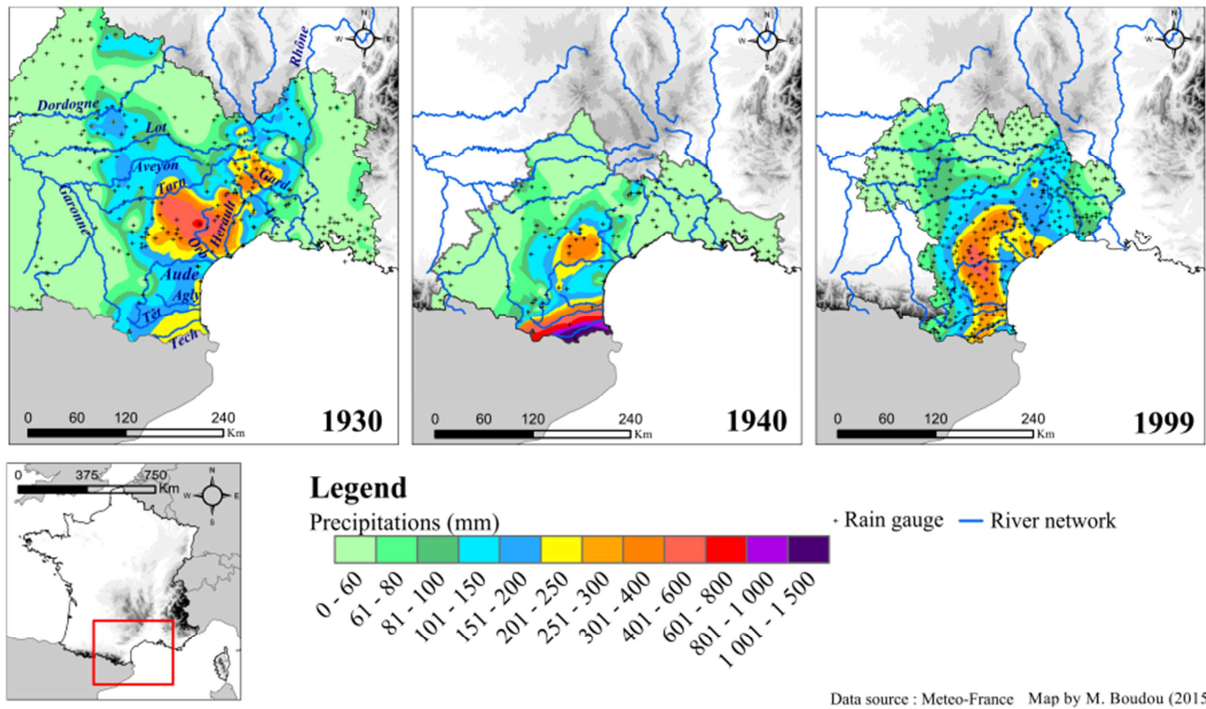 N
W E
S
Rhône
Dordogne
Lot
Aveyon
Tarn
Gard
Garonne
Hérault
Orb
Aude
Agly
Têt
Tech
0 60 120 240
Km
1930
N
W E
S
0 60 120 240
Km
1940
N
W E
S
0 60 120 240
Km
1999
0 375 750
Km
N
W E
S
Legend
Precipitations (mm)
0 - 60
61 - 80
81 - 100
101 - 150
151 - 200
201 - 250
251 - 300
301 - 400
401 - 600
601 - 800
801 - 1 000
1 001 - 1 500
Rain gauge
River network
Data source : Meteo-France Map by M. Boudou (2015